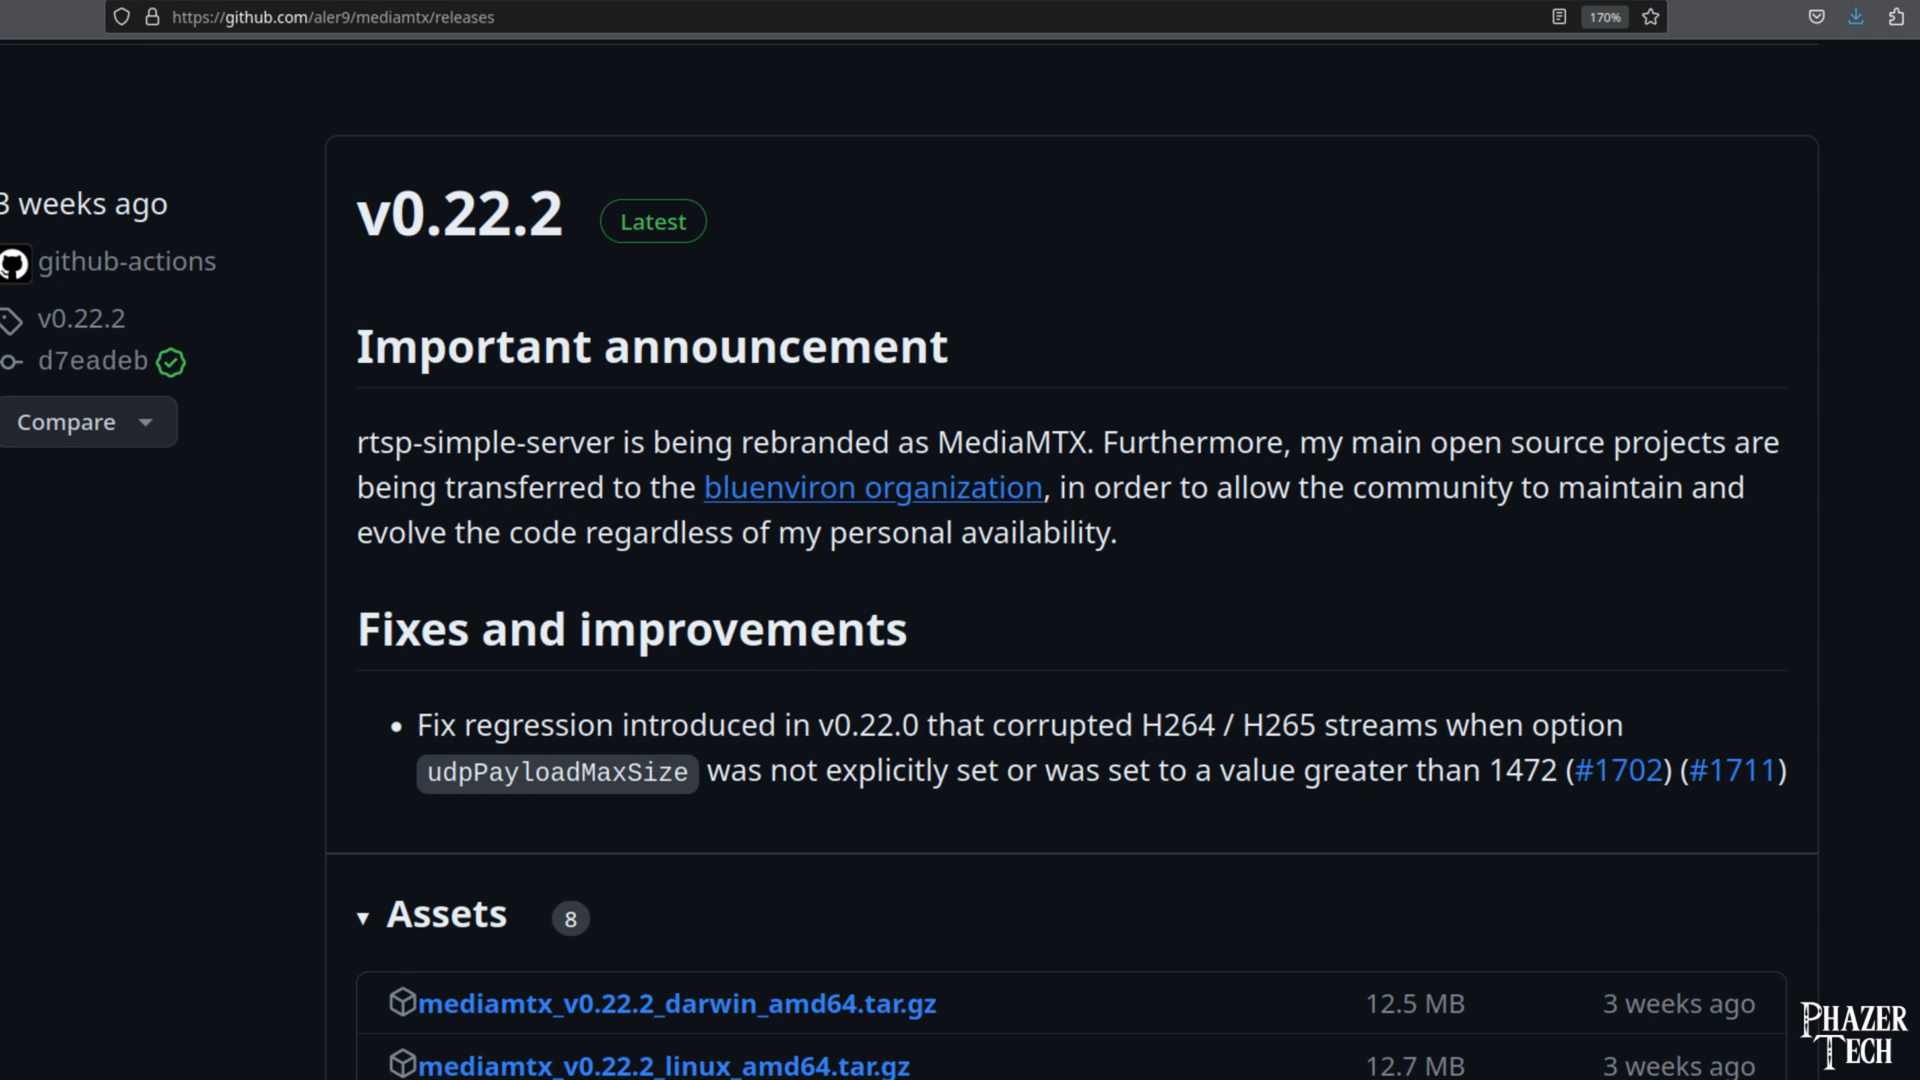 https://github.com/aler9/mediamtx/releases
170%
3 weeks ago
github-actions
v0.22.2
d7eadeb
Compare
v0.22.2
Latest
Important announcement
rtsp-simple-server is being rebranded as MediaMTX. Furthermore, my main open source projects are
being transferred to the bluenviron organization, in order to allow the community to maintain and
evolve the code regardless of my personal availability.
Fixes and improvements
• Fix regression introduced in v0.22.0 that corrupted H264 / H265 streams when option
udpPayloadMaxSize was not explicitly set or was set to a value greater than 1472 (#1702) (#1711)
Assets 8
mediamtx_v0.22.2_darwin_amd64.tar.gz 12.5 MB 3 weeks ago
mediamtx_v0.22.2_linux_amd64.tar.gz 12.7 MB 3 weeks ago
PHAZER
TECH